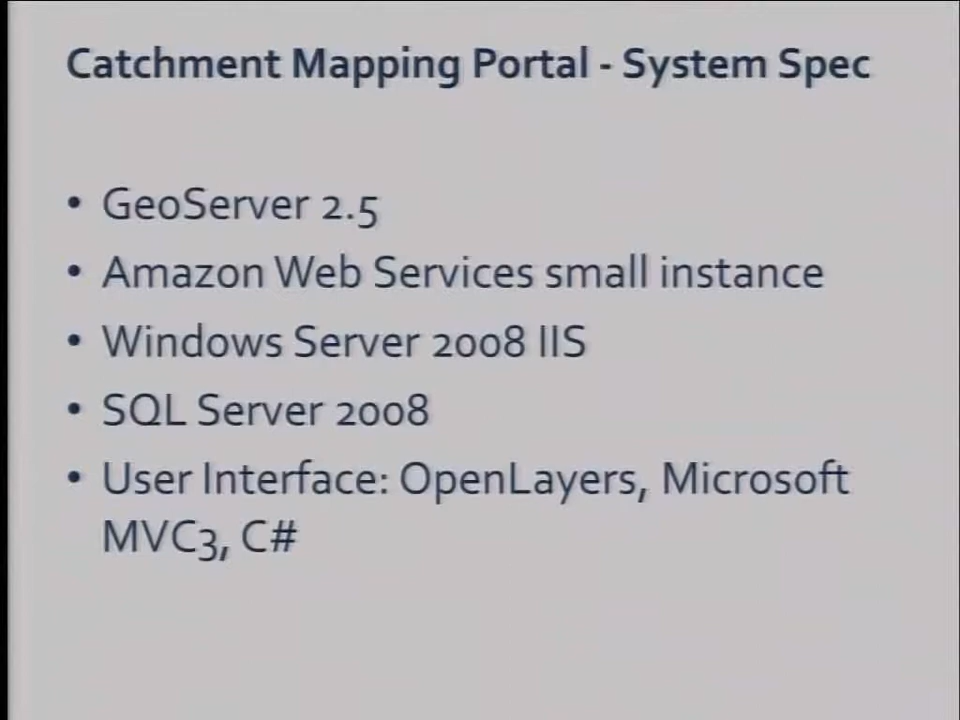 Catchment Mapping Portal - System Spec
• GeoServer 2.5
• Amazon Web Services small instance
• Windows Server 2008 IIS
• SQL Server 2008
• User Interface: OpenLayers, Microsoft
MVC3, C#